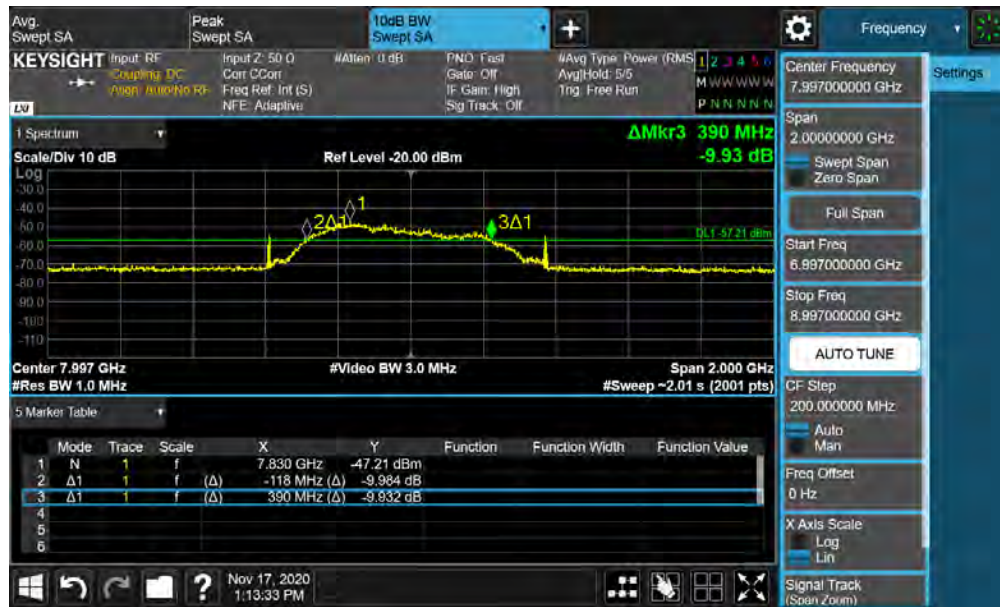 Avg.
Swept SA
Peak
Swept SA
10dB BW
Swept SA
+
Frequency
KEYSIGHT
Input: RF
Coupling: DC
Align: Auto/No RF
Input Z: 50 Ω
Corr CCorr
Freq Ref: Int (S)
NFE: Adaptive
#Atten: 0 dB
PNO: Fast
Gate: Off
IF Gain: High
Sig Track: Off
#Avg Type: Power (RMS
Avg|Hold: 5/5
Trig: Free Run
1 2 3 4 5 6
M W W W W W
P N N N N N
LXI
1 Spectrum
ΔMkr3 390 MHz
-9.93 dB
Scale/Div 10 dB
Ref Level -20.00 dBm
Log
-30.0
-40.0
-50.0
-60.0
-70.0
-80.0
-90.0
-100
-110
1
2Δ1
3Δ1
DL1 -57.21 dBm
Center 7.997 GHz
#Video BW 3.0 MHz
Span 2.000 GHz
#Res BW 1.0 MHz
#Sweep ~2.01 s (2001 pts)
5 Marker Table
Mode Trace Scale X Y Function Function Width Function Value
1 N 1 f 7.830 GHz -47.21 dBm
2 Δ1 1 f (Δ) -118 MHz (Δ) -9.984 dB
3 Δ1 1 f (Δ) 390 MHz (Δ) -9.932 dB
4
5
6
?
Nov 17, 2020
1:13:33 PM
Center Frequency
7.997000000 GHz
Settings
Span
2.00000000 GHz
Swept Span
Zero Span
Full Span
Start Freq
6.997000000 GHz
Stop Freq
8.997000000 GHz
AUTO TUNE
CF Step
200.000000 MHz
Auto
Man
Freq Offset
0 Hz
X Axis Scale
Log
Lin
Signal Track
(Span Zoom)